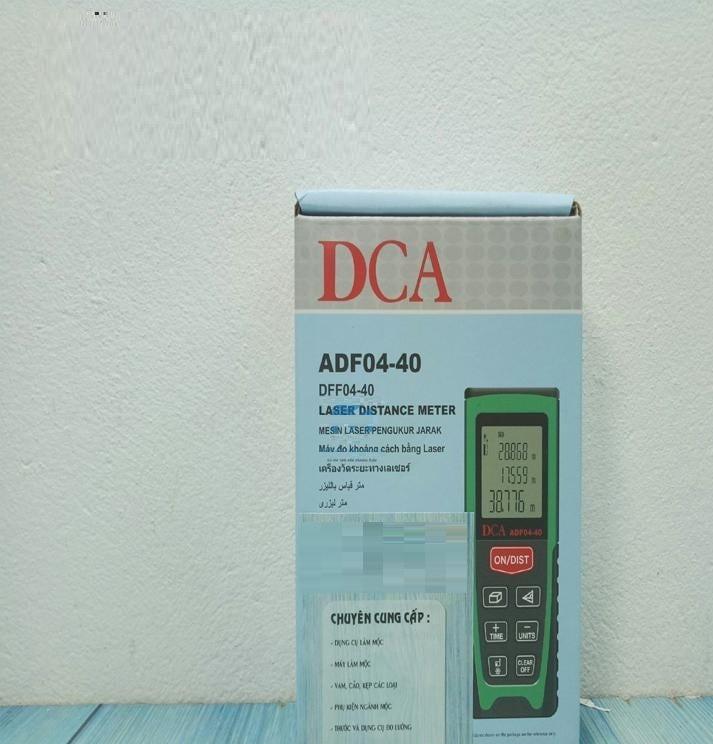 DCA
ADF04-40
DFF04-40
LASER DISTANCE METER
MESIN LASER PENGUKUR JARAK
Máy đo khoảng cách bằng Laser
เครื่องวัดระยะทางเลเซอร์
متر قياس بالليزر
متر لیزری
28.868 m
17.559 m
38.776 m
DCA ADF04-40
ON/DIST
+ TIME
- UNITS
CLEAR OFF
CHUYÊN CUNG CẤP :
- DỤNG CỤ LÀM MỘC
- MÁY LÀM MỘC
- VAM, CẢO, KẸP CÁC LOẠI
- PHỤ KIỆN NGÀNH MỘC
- THƯỚC VÀ DỤNG CỤ ĐO LƯỜNG